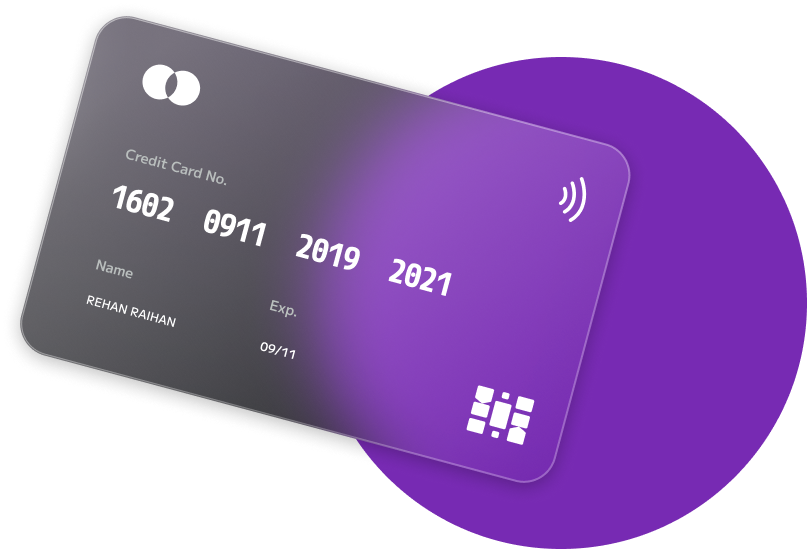 Credit Card No.
1602 0911 2019 2021
Name
REHAN RAIHAN
Exp.
09/11